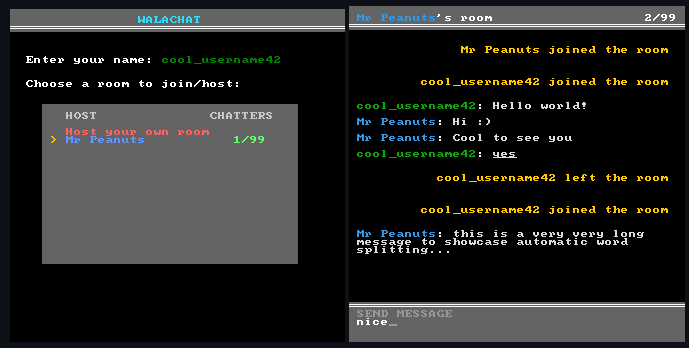 WALACHAT
Enter your name: cool_username42
Choose a room to join/host:
HOST CHATTERS
Host your own room
> Mr Peanuts 1/99
Mr Peanuts's room 2/99
Mr Peanuts joined the room
cool_username42 joined the room
cool_username42: Hello world!
Mr Peanuts: Hi :)
Mr Peanuts: Cool to see you
cool_username42: yes
cool_username42 left the room
cool_username42 joined the room
Mr Peanuts: this is a very very long
message to showcase automatic word
splitting...
SEND MESSAGE
nice_